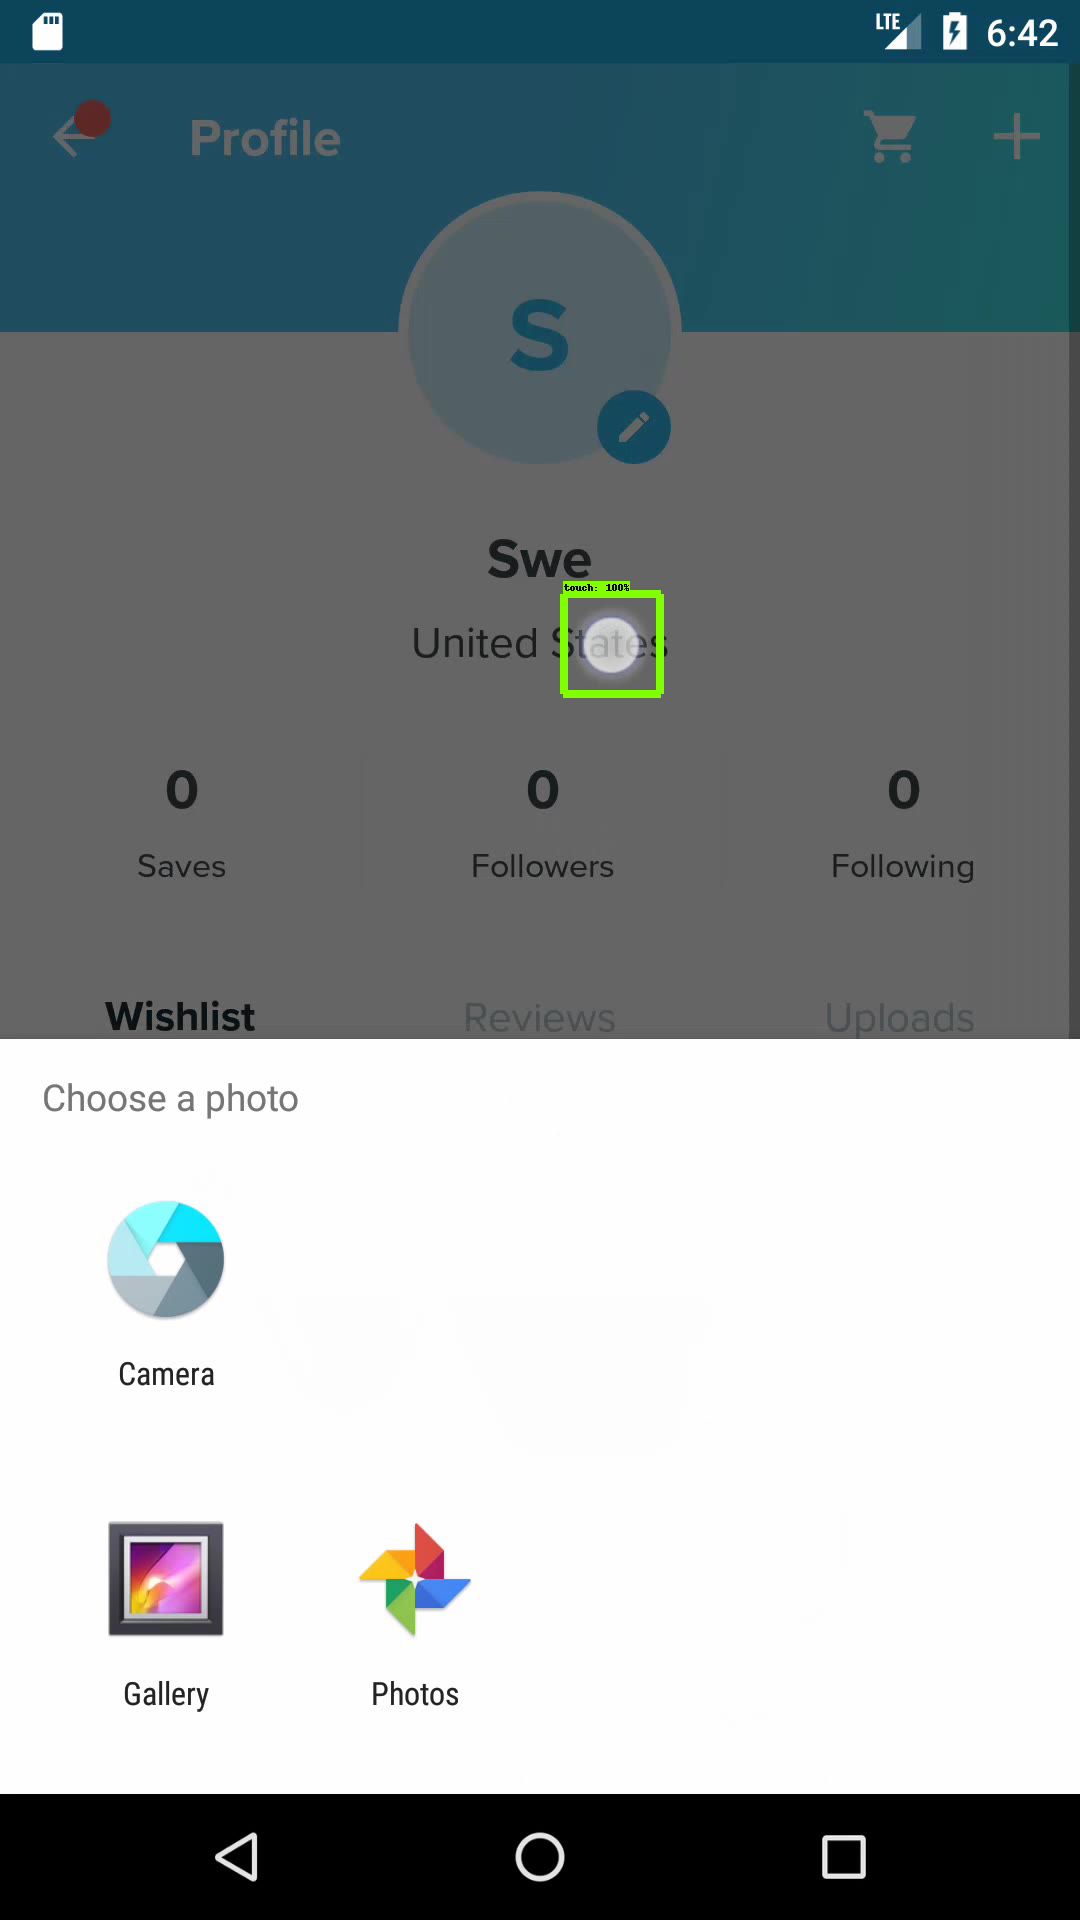 LTE 6:42
Profile
S
Swe
touch: 100%
United States
0 0 0
Saves Followers Following
Wishlist Reviews Uploads
Choose a photo
Camera
Gallery Photos